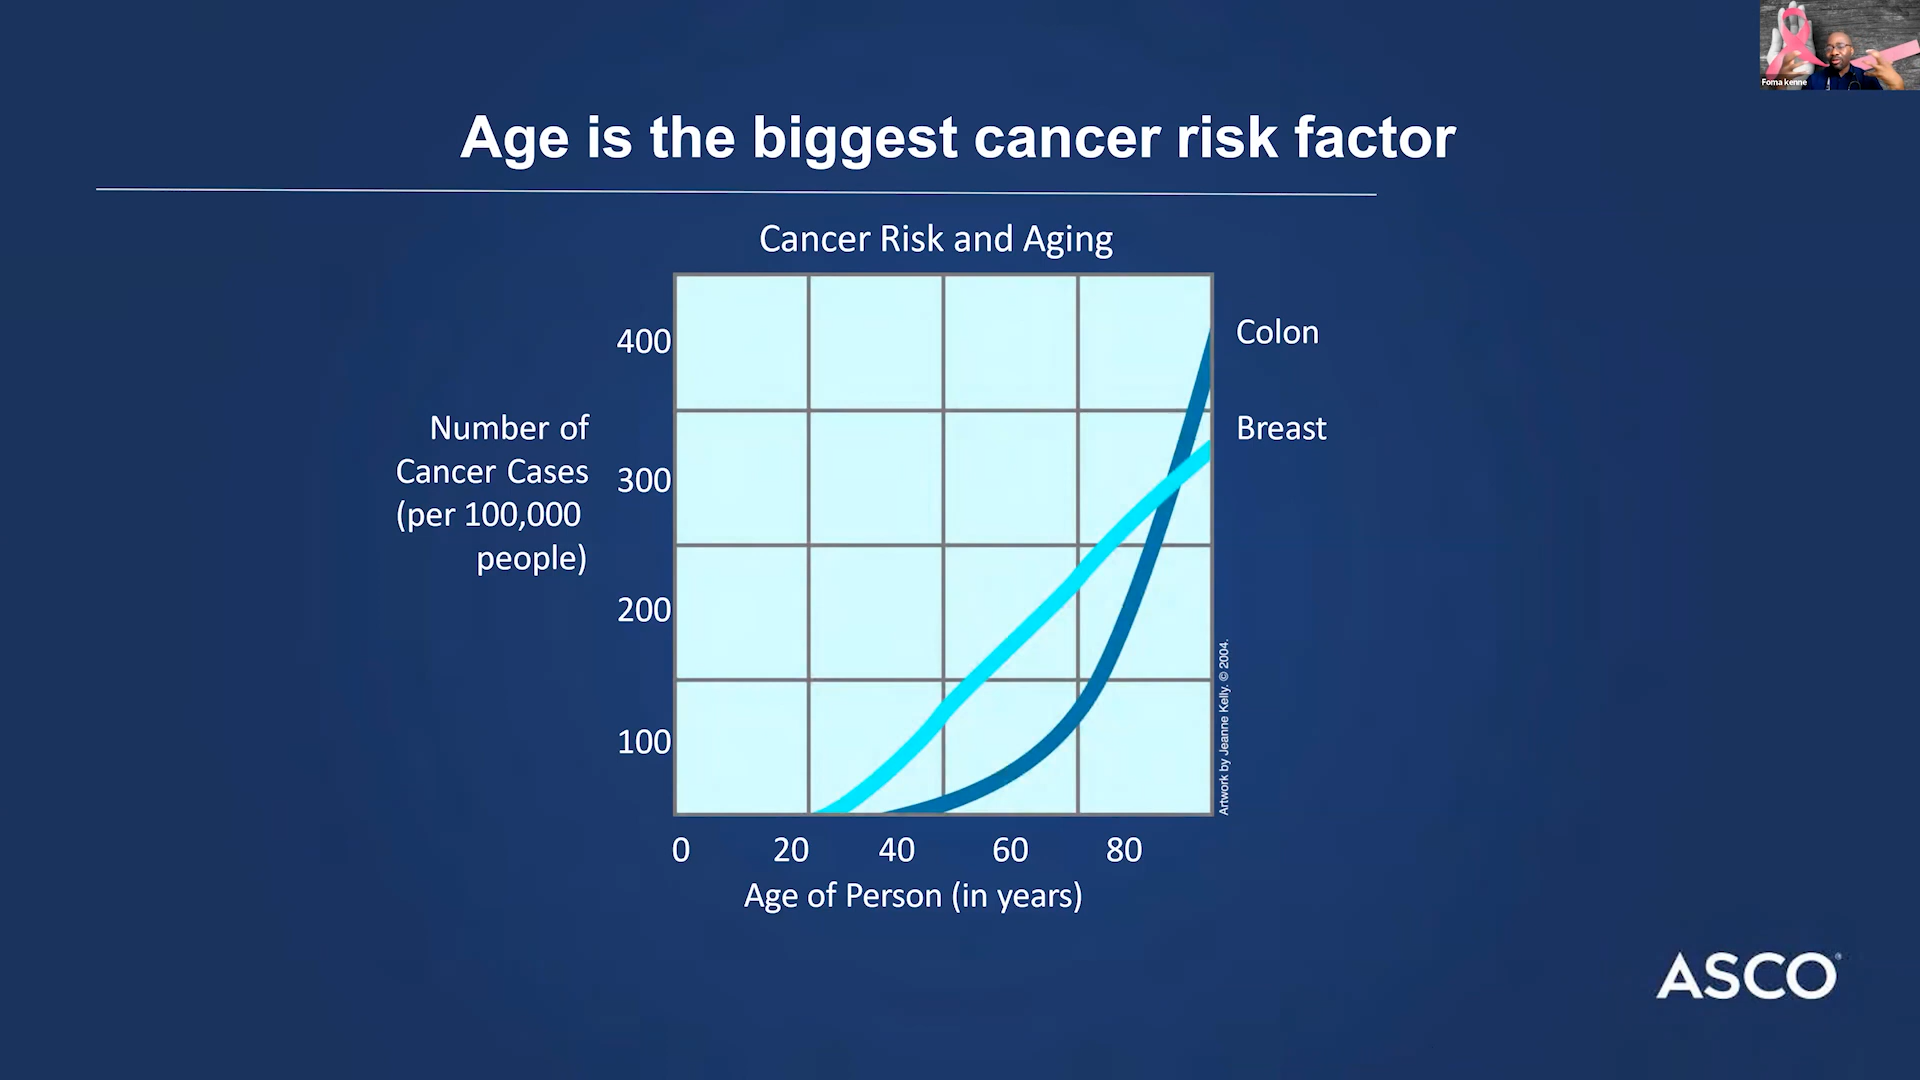 Foma kenne
Age is the biggest cancer risk factor
Cancer Risk and Aging
400
300
200
100
Number of
Cancer Cases
(per 100,000
people)
Colon
Breast
Artwork by Jeanne Kelly. © 2004.
0 20 40 60 80
Age of Person (in years)
ASCO®